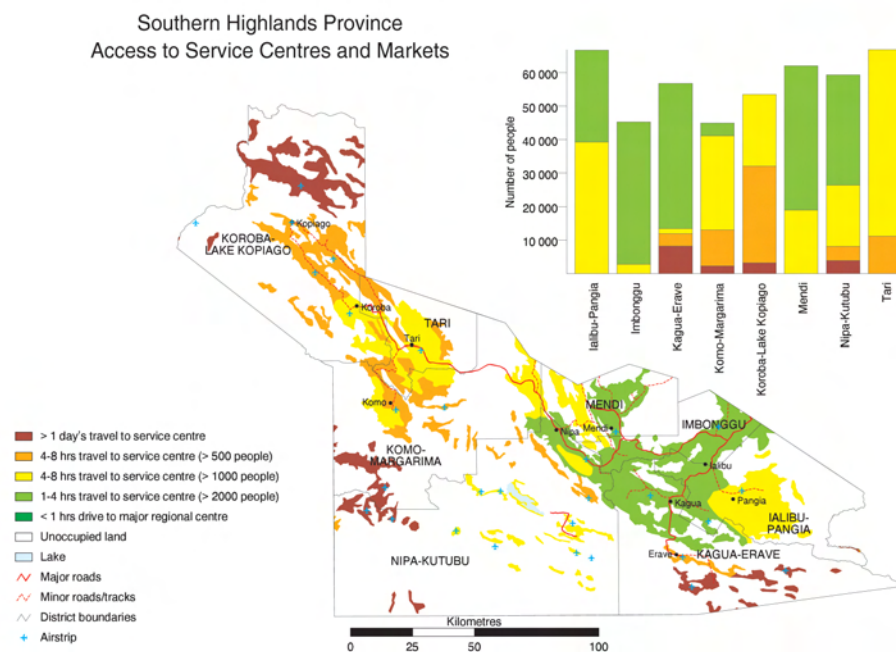 Southern Highlands Province
Access to Service Centres and Markets
Number of people
60 000
50 000
40 000
30 000
20 000
10 000
Ialibu-Pangia
Imbonggu
Kagua-Erave
Komo-Margarima
Koroba-Lake Kopiago
Mendi
Nipa-Kutubu
Tari
Kopiago
KOROBA-
LAKE KOPIAGO
Koroba
TARI
Tari
Komo
KOMO-
MARGARIMA
MENDI
Mendi
Nipa
IMBONGGU
Ialibu
Kagua
Pangia
IALIBU-
PANGIA
Erave
KAGUA-ERAVE
NIPA-KUTUBU
> 1 day's travel to service centre
4-8 hrs travel to service centre (> 500 people)
4-8 hrs travel to service centre (> 1000 people)
1-4 hrs travel to service centre (> 2000 people)
< 1 hrs drive to major regional centre
Unoccupied land
Lake
Major roads
Minor roads/tracks
District boundaries
Airstrip
Kilometres
0 25 50 100